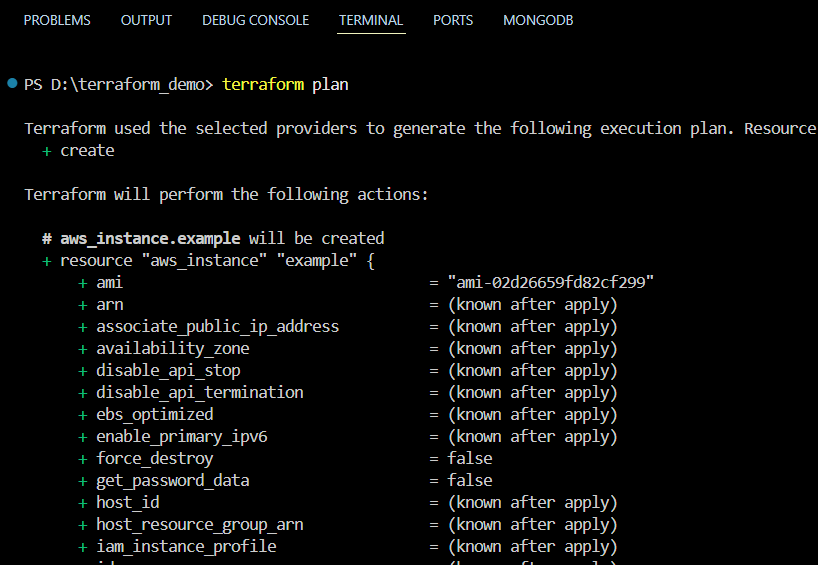 PROBLEMS OUTPUT DEBUG CONSOLE TERMINAL PORTS MONGODB
PS D:\terraform_demo> terraform plan
Terraform used the selected providers to generate the following execution plan. Resource
+ create
Terraform will perform the following actions:
# aws_instance.example will be created
+ resource "aws_instance" "example" {
+ ami = "ami-02d26659fd82cf299"
+ arn = (known after apply)
+ associate_public_ip_address = (known after apply)
+ availability_zone = (known after apply)
+ disable_api_stop = (known after apply)
+ disable_api_termination = (known after apply)
+ ebs_optimized = (known after apply)
+ enable_primary_ipv6 = (known after apply)
+ force_destroy = false
+ get_password_data = false
+ host_id = (known after apply)
+ host_resource_group_arn = (known after apply)
+ iam_instance_profile = (known after apply)